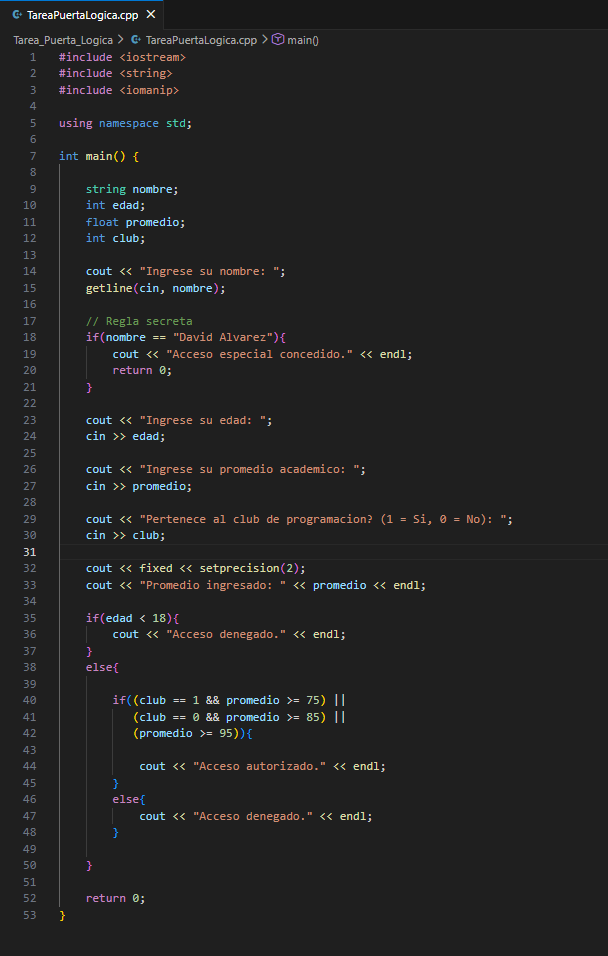 TareaPuertaLogica.cpp
Tarea_Puerta_Logica > TareaPuertaLogica.cpp > main()
1 #include <iostream>
2 #include <string>
3 #include <iomanip>
4
5 using namespace std;
6
7 int main() {
8
9 string nombre;
10 int edad;
11 float promedio;
12 int club;
13
14 cout << "Ingrese su nombre: ";
15 getline(cin, nombre);
16
17 // Regla secreta
18 if(nombre == "David Alvarez"){
19 cout << "Acceso especial concedido." << endl;
20 return 0;
21 }
22
23 cout << "Ingrese su edad: ";
24 cin >> edad;
25
26 cout << "Ingrese su promedio academico: ";
27 cin >> promedio;
28
29 cout << "Pertenece al club de programacion? (1 = Si, 0 = No): ";
30 cin >> club;
31
32 cout << fixed << setprecision(2);
33 cout << "Promedio ingresado: " << promedio << endl;
34
35 if(edad < 18){
36 cout << "Acceso denegado." << endl;
37 }
38 else{
39
40 if((club == 1 && promedio >= 75) ||
41 (club == 0 && promedio >= 85) ||
42 (promedio >= 95)){
43
44 cout << "Acceso autorizado." << endl;
45 }
46 else{
47 cout << "Acceso denegado." << endl;
48 }
49
50 }
51
52 return 0;
53 }